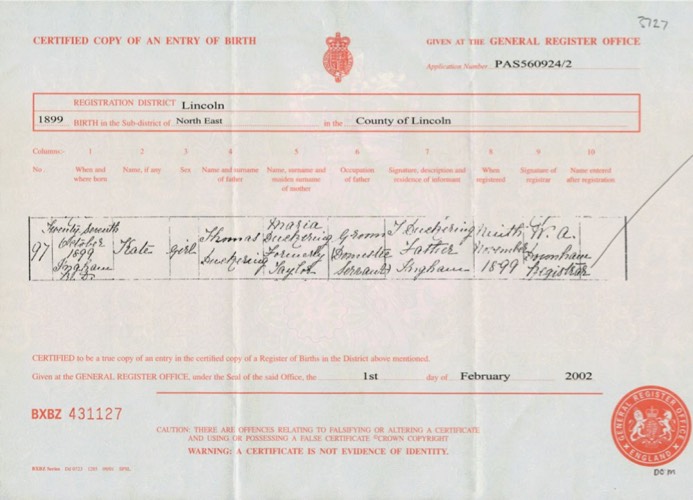 3727
CERTIFIED COPY OF AN ENTRY OF BIRTH
GIVEN AT THE GENERAL REGISTER OFFICE
Application Number PAS560924/2
REGISTRATION DISTRICT Lincoln
1899 BIRTH in the Sub-district of North East in the County of Lincoln
Columns:- 1 2 3 4 5 6 7 8 9 10
No When and where born Name, if any Sex Name and surname of father Name, surname and maiden surname of mother Occupation of father Signature, description and residence of informant When registered Signature of registrar Name entered after registration
97 Twenty Seventh October 1899 Ingham Kate Girl Thomas Duckering Maria Duckering Formerly Taylor Groom Domestic Servant T Duckering Father Ingham Ninth November 1899 W. A. Downham Registrar
CERTIFIED to be a true copy of an entry in the certified copy of a Register of Births in the District above mentioned.
Given at the GENERAL REGISTER OFFICE, under the Seal of the said Office, the 1st day of February 2002
BXBZ 431127
CAUTION: THERE ARE OFFENCES RELATING TO FALSIFYING OR ALTERING A CERTIFICATE
AND USING OR POSSESSING A FALSE CERTIFICATE ©CROWN COPYRIGHT
WARNING: A CERTIFICATE IS NOT EVIDENCE OF IDENTITY.
GENERAL REGISTER OFFICE
ENGLAND
BXBZ Series